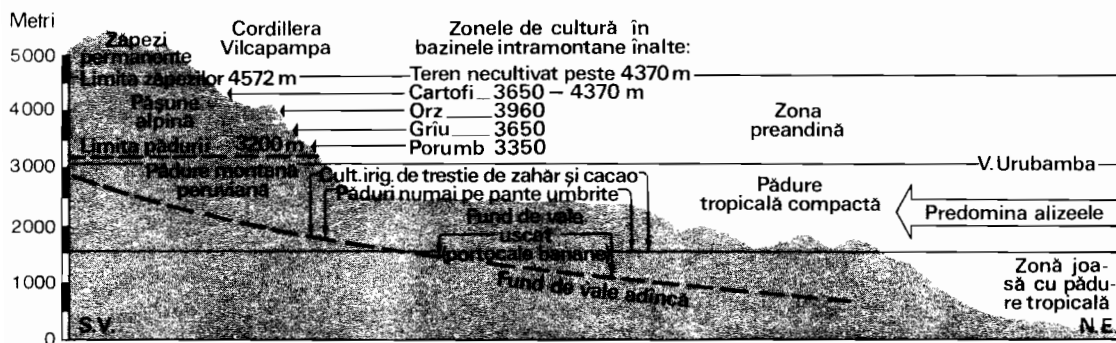 Metri
5000
4000
3000
2000
1000
0
Zăpezi
permanente
Limita zăpezilor 4572 m
Pășune
alpină
Limita pădurii 3200 m
Pădure montană
peruviană
Cordillera
Vilcapampa
Zonele de cultură în
bazinele intramontane înalte:
Teren necultivat peste 4370 m
Cartofi 3650 – 4370 m
Orz 3960
Grîu 3650
Porumb 3350
Cult. irig. de trestie de zahăr și cacao
Păduri numai pe pante umbrite
Fund de vale
uscat
(portocale banane)
Fund de vale adîncă
Zona
preandină
V. Urubamba
Pădure
tropicală compactă
Predomina alizeele
Zonă joa-
să cu pădu
re tropicală
S.V.
N.E.